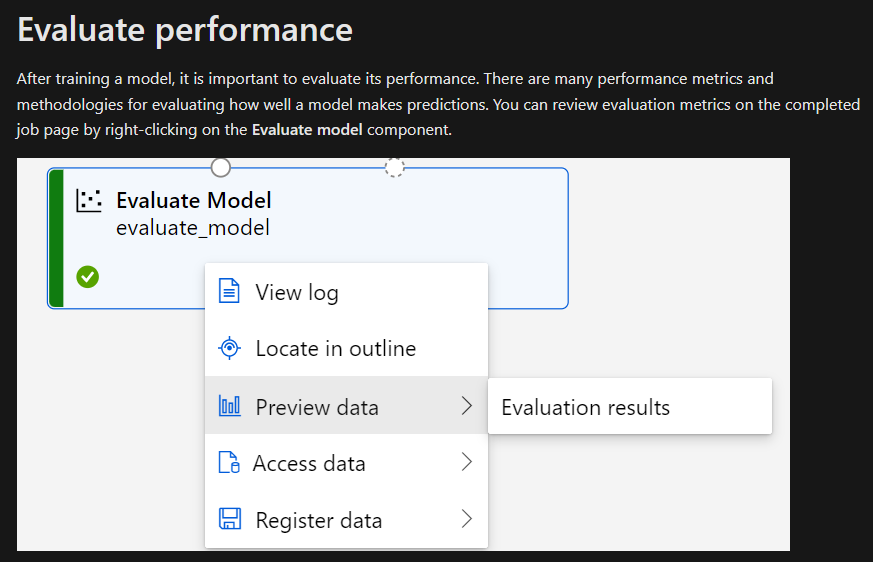 Evaluate performance
After training a model, it is important to evaluate its performance. There are many performance metrics and
methodologies for evaluating how well a model makes predictions. You can review evaluation metrics on the completed
job page by right-clicking on the Evaluate model component.
Evaluate Model
evaluate_model
View log
Locate in outline
Preview data
Evaluation results
Access data
Register data